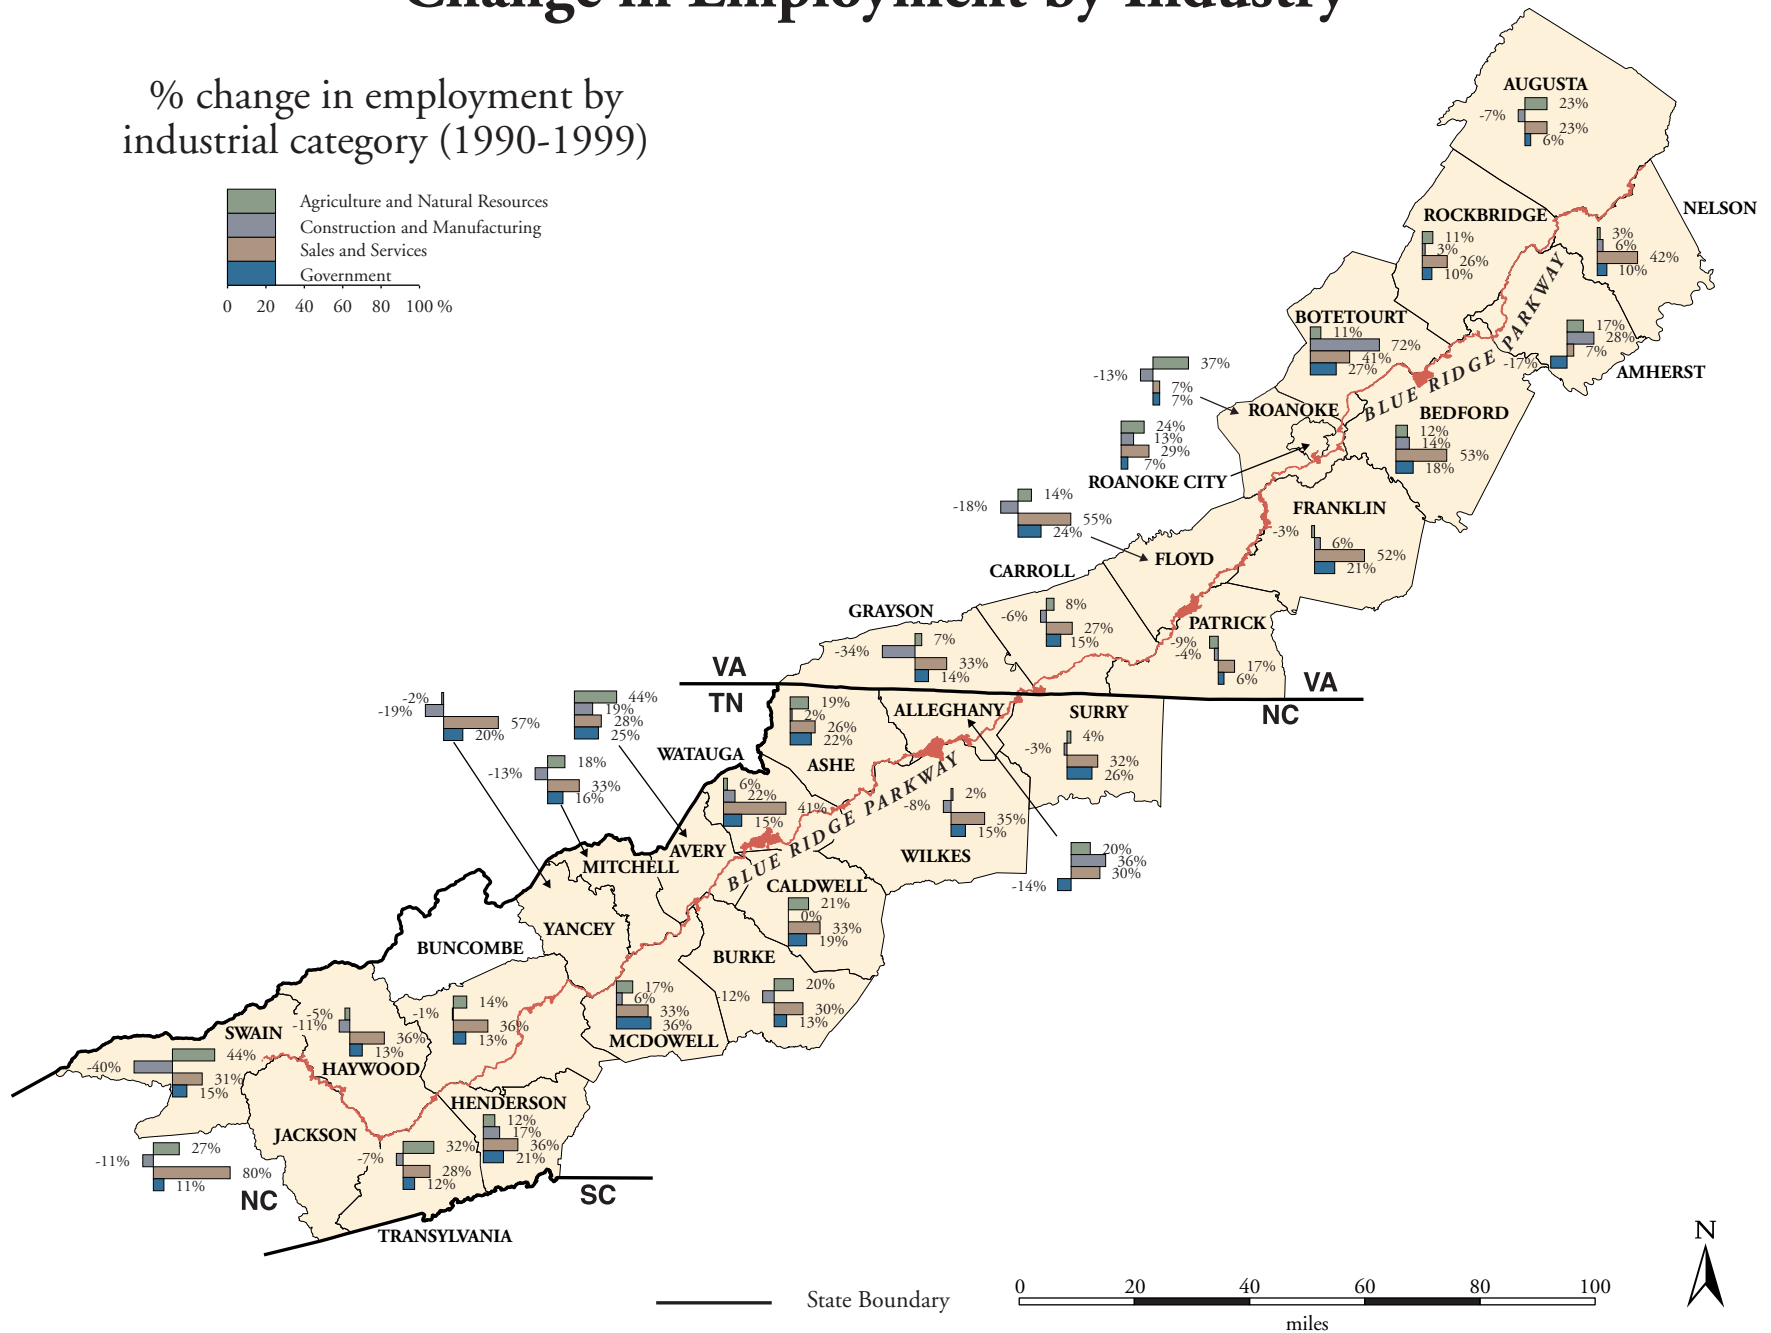 Change in Employment by Industry
% change in employment by
industrial category (1990-1999)
Agriculture and Natural Resources
Construction and Manufacturing
Sales and Services
Government
0 20 40 60 80 100 %
AUGUSTA
23%
-7%
23%
6%
NELSON
3%
6%
42%
10%
ROCKBRIDGE
11%
3%
26%
10%
BOTETOURT
11%
72%
41%
27%
17%
28%
7%
-17%
AMHERST
BLUE RIDGE PARKWAY
37%
-13%
7%
7%
ROANOKE
24%
13%
29%
7%
ROANOKE CITY
BEDFORD
12%
14%
53%
18%
14%
-18%
55%
24%
FLOYD
FRANKLIN
-3%
6%
52%
21%
CARROLL
8%
-6%
27%
15%
GRAYSON
7%
-34%
33%
14%
PATRICK
-9%
-4%
17%
6%
VA
TN
VA
NC
-2%
-19%
57%
20%
44%
19%
28%
25%
18%
-13%
33%
16%
19%
2%
26%
22%
ASHE
ALLEGHANY
SURRY
4%
-3%
32%
26%
WATAUGA
6%
22%
41%
15%
2%
-8%
35%
15%
WILKES
20%
36%
30%
-14%
BLUE RIDGE PARKWAY
AVERY
MITCHELL
YANCEY
BUNCOMBE
14%
-1%
36%
13%
CALDWELL
21%
0%
33%
19%
BURKE
20%
-12%
30%
13%
17%
6%
33%
36%
MCDOWELL
SWAIN
44%
-40%
31%
15%
-5%
-11%
36%
13%
HAYWOOD
HENDERSON
12%
17%
36%
21%
JACKSON
27%
-11%
80%
11%
32%
-7%
28%
12%
TRANSYLVANIA
NC
SC
State Boundary
0 20 40 60 80 100
miles
N